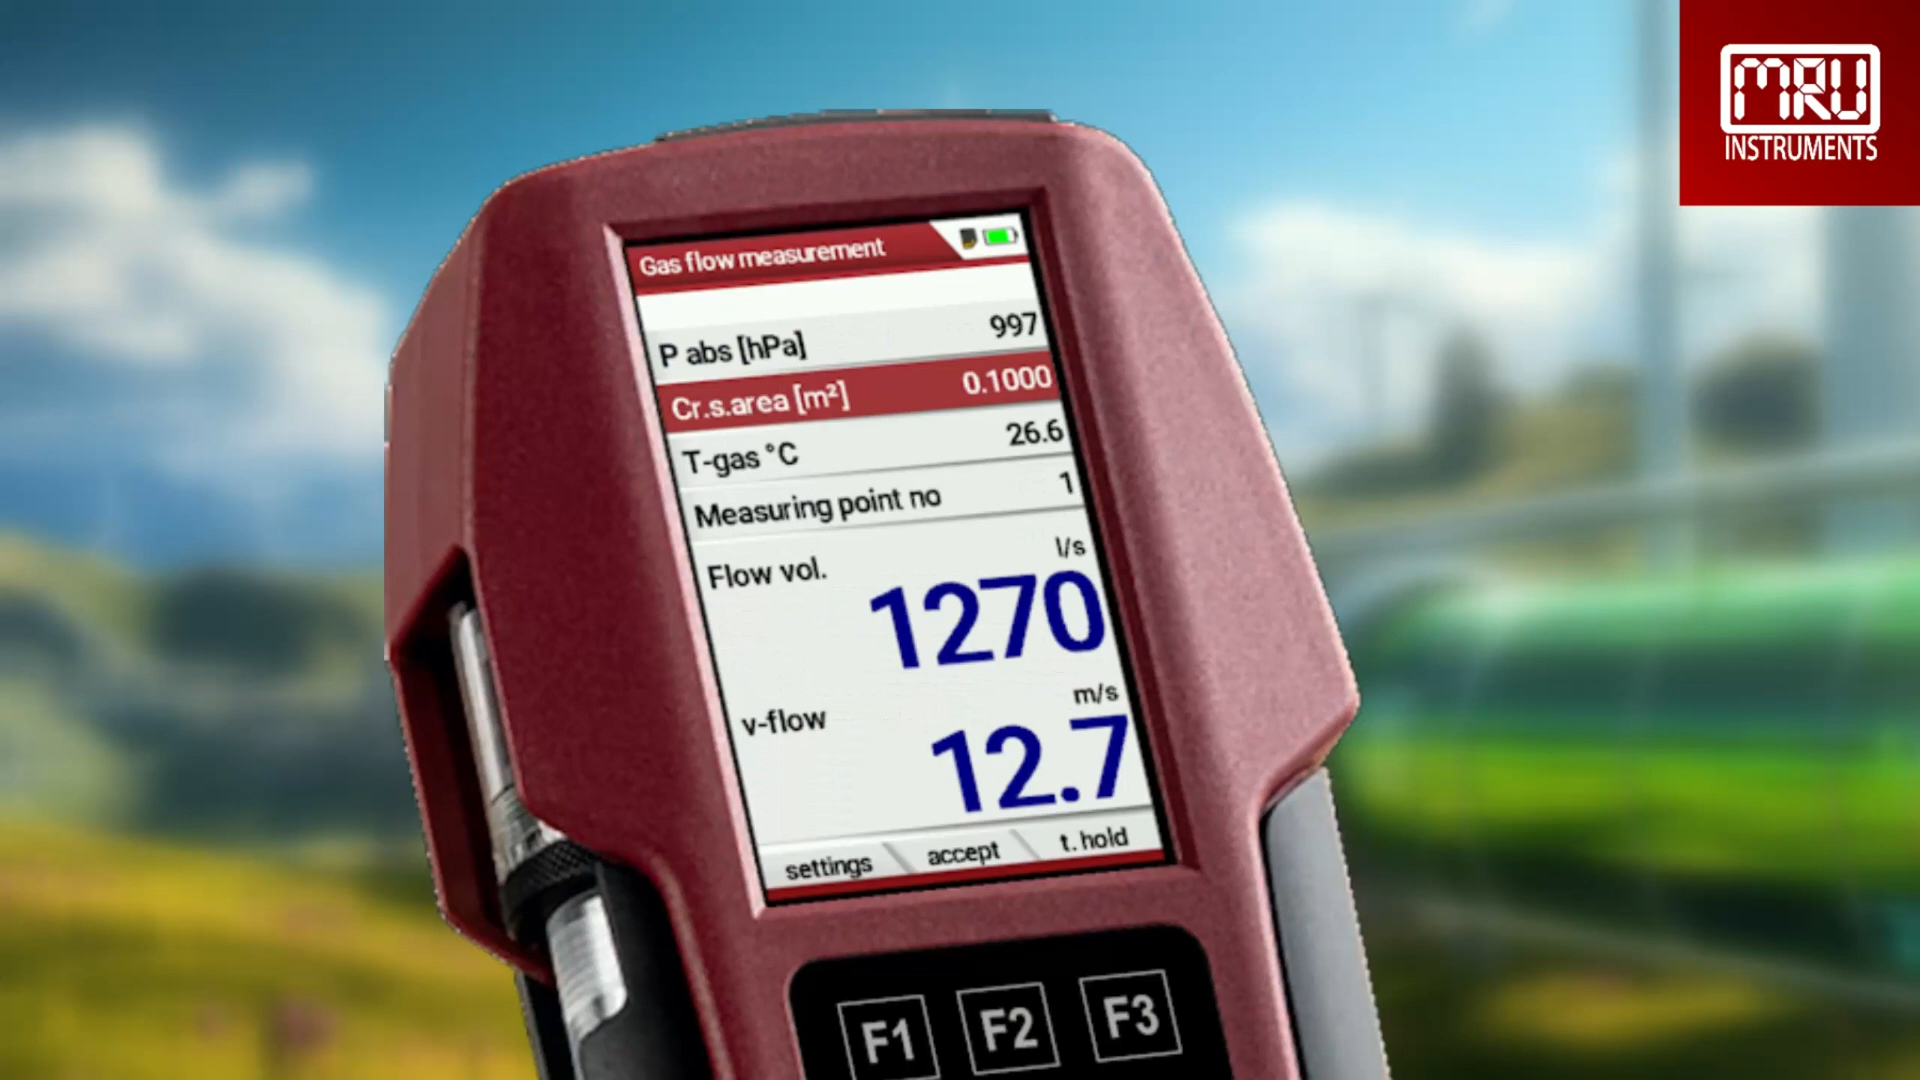 MRU
INSTRUMENTS
Gas flow measurement
P abs [hPa] 997
Cr.s.area [m²] 0.1000
T-gas °C 26.6
Measuring point no 1
Flow vol. l/s
1270
v-flow m/s
12.7
settings accept t. hold
F1 F2 F3